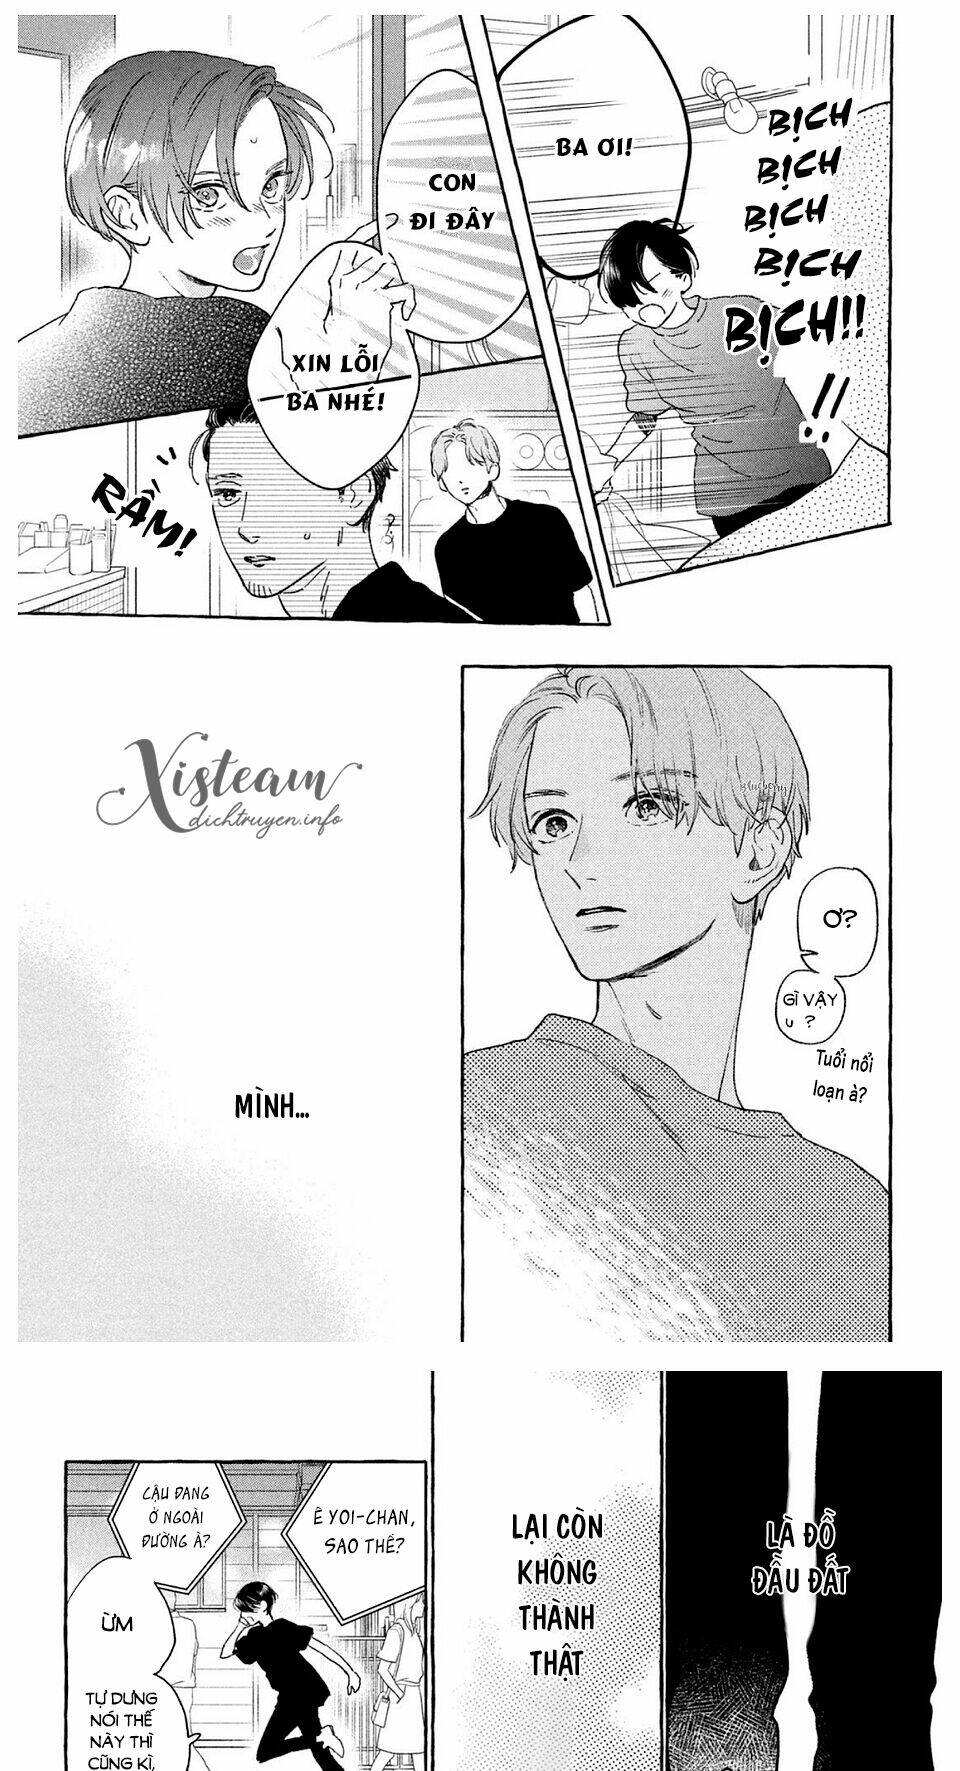 BỊCH
BỊCH
BỊCH
BỊCH
BỊCH!!
!!
BA ƠI!
CON
ĐI ĐÂY
XIN LỖI
BA NHÉ!
RẦM!
Xisteam
dichtruyen.info
Blueberry
Ơ?
GÌ VẬY
?
Tuổi nổi
loạn à?
MÌNH...
LÀ ĐỒ
ĐẦU ĐẤT
LẠI CÒN
KHÔNG
THÀNH
THẬT
Ê YOI-CHAN,
SAO THẾ?
CẬU ĐANG
Ở NGOÀI
ĐƯỜNG À?
ỪM
TỰ DƯNG
NÓI THẾ
NÀY THÌ
CŨNG KÌ,